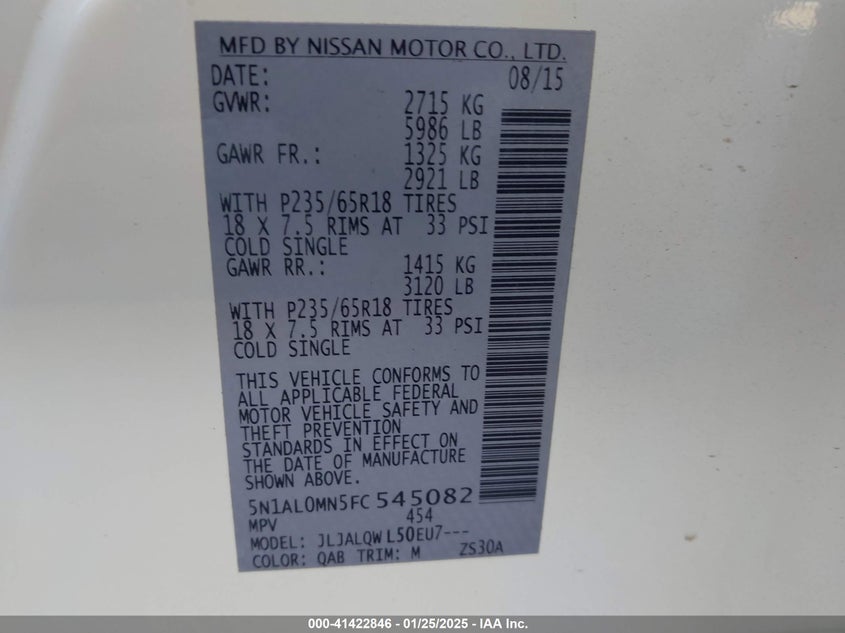 MFD BY NISSAN MOTOR CO., LTD.
DATE: 08/15
GVWR: 2715 KG
5986 LB
GAWR FR.: 1325 KG
2921 LB
WITH P235/65R18 TIRES
18 X 7.5 RIMS AT 33 PSI
COLD SINGLE
GAWR RR.: 1415 KG
3120 LB
WITH P235/65R18 TIRES
18 X 7.5 RIMS AT 33 PSI
COLD SINGLE
THIS VEHICLE CONFORMS TO
ALL APPLICABLE FEDERAL
MOTOR VEHICLE SAFETY AND
THEFT PREVENTION
STANDARDS IN EFFECT ON
THE DATE OF MANUFACTURE
SHOWN ABOVE.
5N1AL0MN5FC545082
MPV 454
MODEL: JLJALQWL50EU7---
COLOR: QAB TRIM: M ZS30A
000-41422846 - 01/25/2025 - IAA Inc.